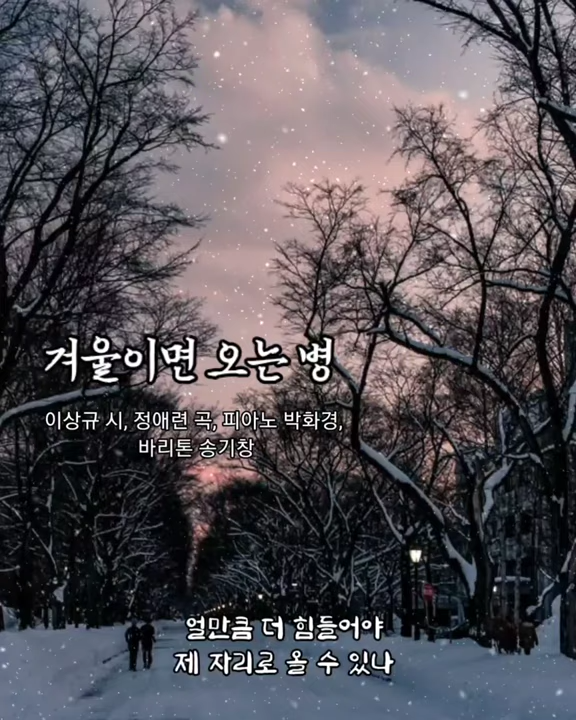 겨울이면 오는 병
이상규 시, 정애련 곡, 피아노 박화경,
바리톤 송기창
얼만큼 더 힘들어야
제 자리로 올 수 있나